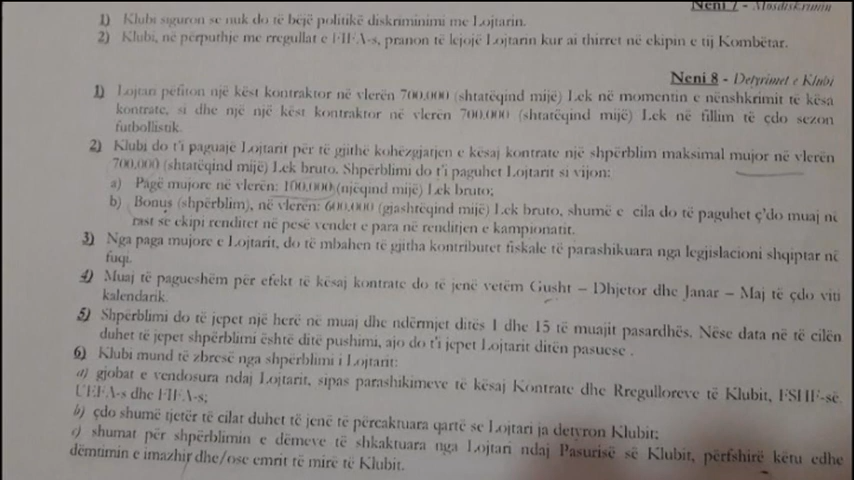 Neni 7 - Mosdiskrimin
1) Klubi siguron se nuk do të bëjë politikë diskriminimi me Lojtarin.
2) Klubi, në përputhje me rregullat e FIFA-s, pranon të lejojë Lojtarin kur ai thirret në ekipin e tij Kombëtar.
Neni 8 - Detyrimet e Klubi
1) Lojtari përfiton një këst kontraktor në vlerën 700,000 (shtatëqind mijë) Lek në momentin e nënshkrimit të kësa
kontrate, si dhe një një këst kontraktor në vlerën 700,000 (shtatëqind mijë) Lek në fillim të çdo sezon
futbollistik.
2) Klubi do t'i paguajë Lojtarit për të gjithë kohëzgjatjen e kësaj kontrate një shpërblim maksimal mujor në vlerën
700,000 (shtatëqind mijë) Lek bruto. Shpërblimi do t'i paguhet Lojtarit si vijon:
a) Pagë mujore në vlerën: 100,000 (njëqind mijë) Lek bruto;
b) Bonus (shpërblim), në vlerën: 600,000 (gjashtëqind mijë) Lek bruto, shumë e cila do të paguhet ç'do muaj në
rast se ekipi renditet në pesë vendet e para në renditjen e kampionatit.
3) Nga paga mujore e Lojtarit, do të mbahen të gjitha kontributet fiskale të parashikuara nga legjislacioni shqiptar në
fuqi.
4) Muaj të pagueshëm për efekt të kësaj kontrate do të jenë vetëm Gusht – Dhjetor dhe Janar – Maj të çdo viti
kalendarik.
5) Shpërblimi do të jepet një herë në muaj dhe ndërmjet ditës 1 dhe 15 të muajit pasardhës. Nëse data në të cilën
duhet të jepet shpërblimi është ditë pushimi, ajo do t'i jepet Lojtarit ditën pasuese .
6) Klubi mund të zbresë nga shpërblimi i Lojtarit:
a) gjobat e vendosura ndaj Lojtarit, sipas parashikimeve të kësaj Kontrate dhe Rregulloreve të Klubit, FSHF-së,
UEFA-s dhe FIFA-s;
b) çdo shumë tjetër të cilat duhet të jenë të përcaktuara qartë se Lojtari ja detyron Klubit;
c) shumat për shpërblimin e dëmeve të shkaktuara nga Lojtari ndaj Pasurisë së Klubit, përfshirë këtu edhe
dëmtimin e imazhir dhe/ose emrit të mirë të Klubit.